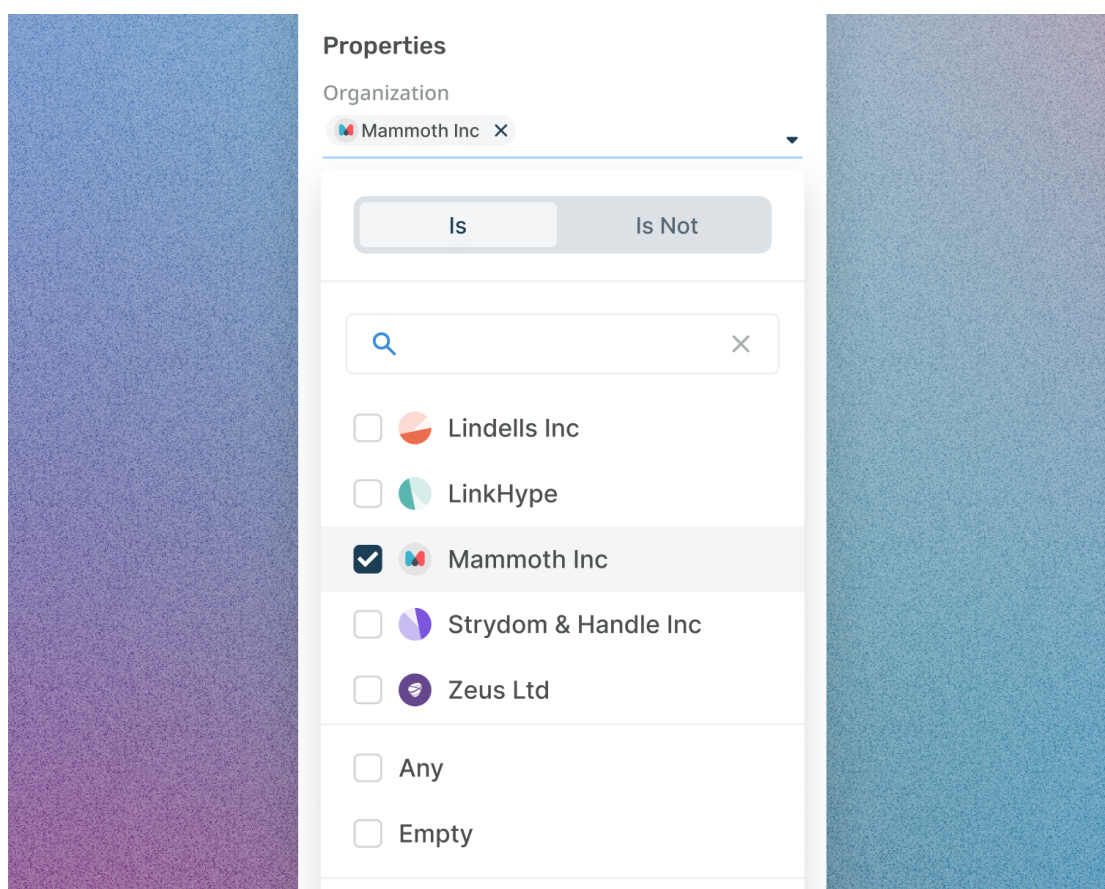 Properties
Organization
Mammoth Inc
Is Is Not
Lindells Inc
LinkHype
Mammoth Inc
Strydom & Handle Inc
Zeus Ltd
Any
Empty